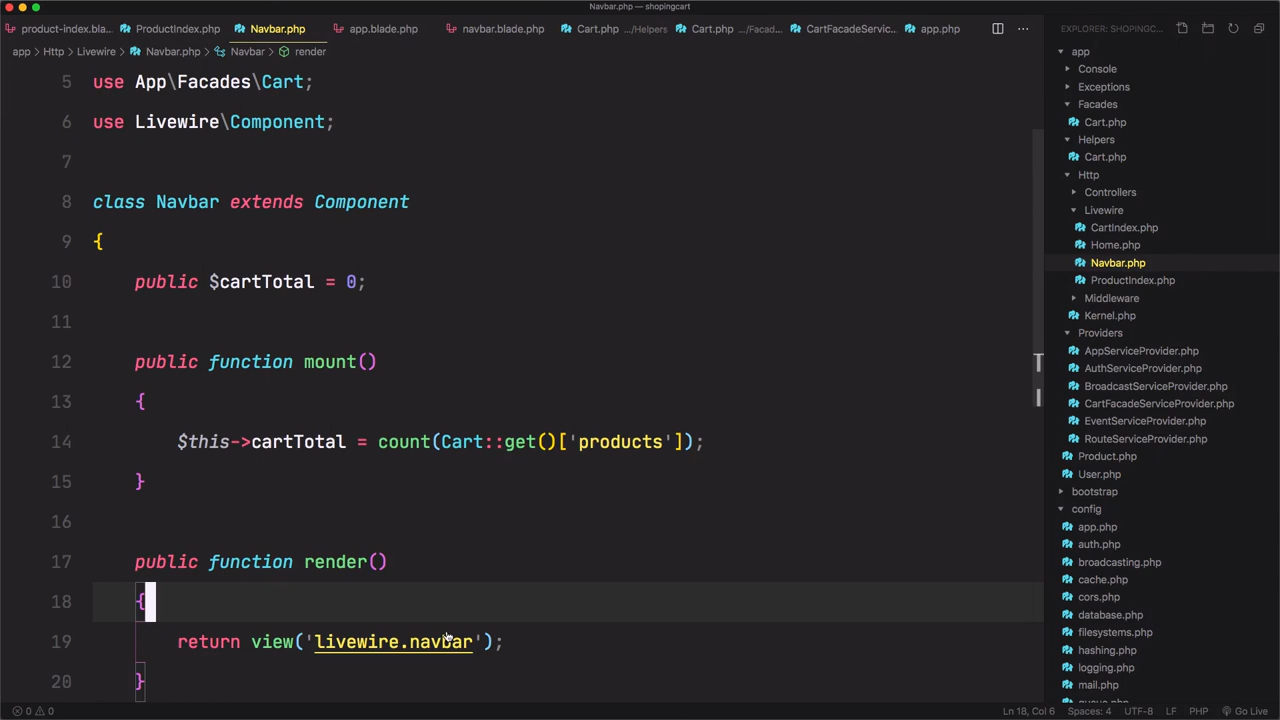 Navbar.php — shopingcart
product-index.bla...
ProductIndex.php
Navbar.php
app.blade.php
navbar.blade.php
Cart.php .../Helpers
Cart.php .../Facad...
CartFacadeServic...
app.php
app > Http > Livewire > Navbar.php > Navbar > render
5 use App\Facades\Cart;
6 use Livewire\Component;
7
8 class Navbar extends Component
9 {
10 public $cartTotal = 0;
11
12 public function mount()
13 {
14 $this->cartTotal = count(Cart::get()['products']);
15 }
16
17 public function render()
18 {
19 return view('livewire.navbar');
20 }
EXPLORER: SHOPINGC...
app
Console
Exceptions
Facades
Cart.php
Helpers
Cart.php
Http
Controllers
Livewire
CartIndex.php
Home.php
Navbar.php
ProductIndex.php
Middleware
Kernel.php
Providers
AppServiceProvider.php
AuthServiceProvider.php
BroadcastServiceProvider.php
CartFacadeServiceProvider.php
EventServiceProvider.php
RouteServiceProvider.php
Product.php
User.php
bootstrap
config
app.php
auth.php
broadcasting.php
cache.php
cors.php
database.php
filesystems.php
hashing.php
logging.php
mail.php
queue.php
0 0
Ln 18, Col 6
Spaces: 4
UTF-8
LF
PHP
Go Live